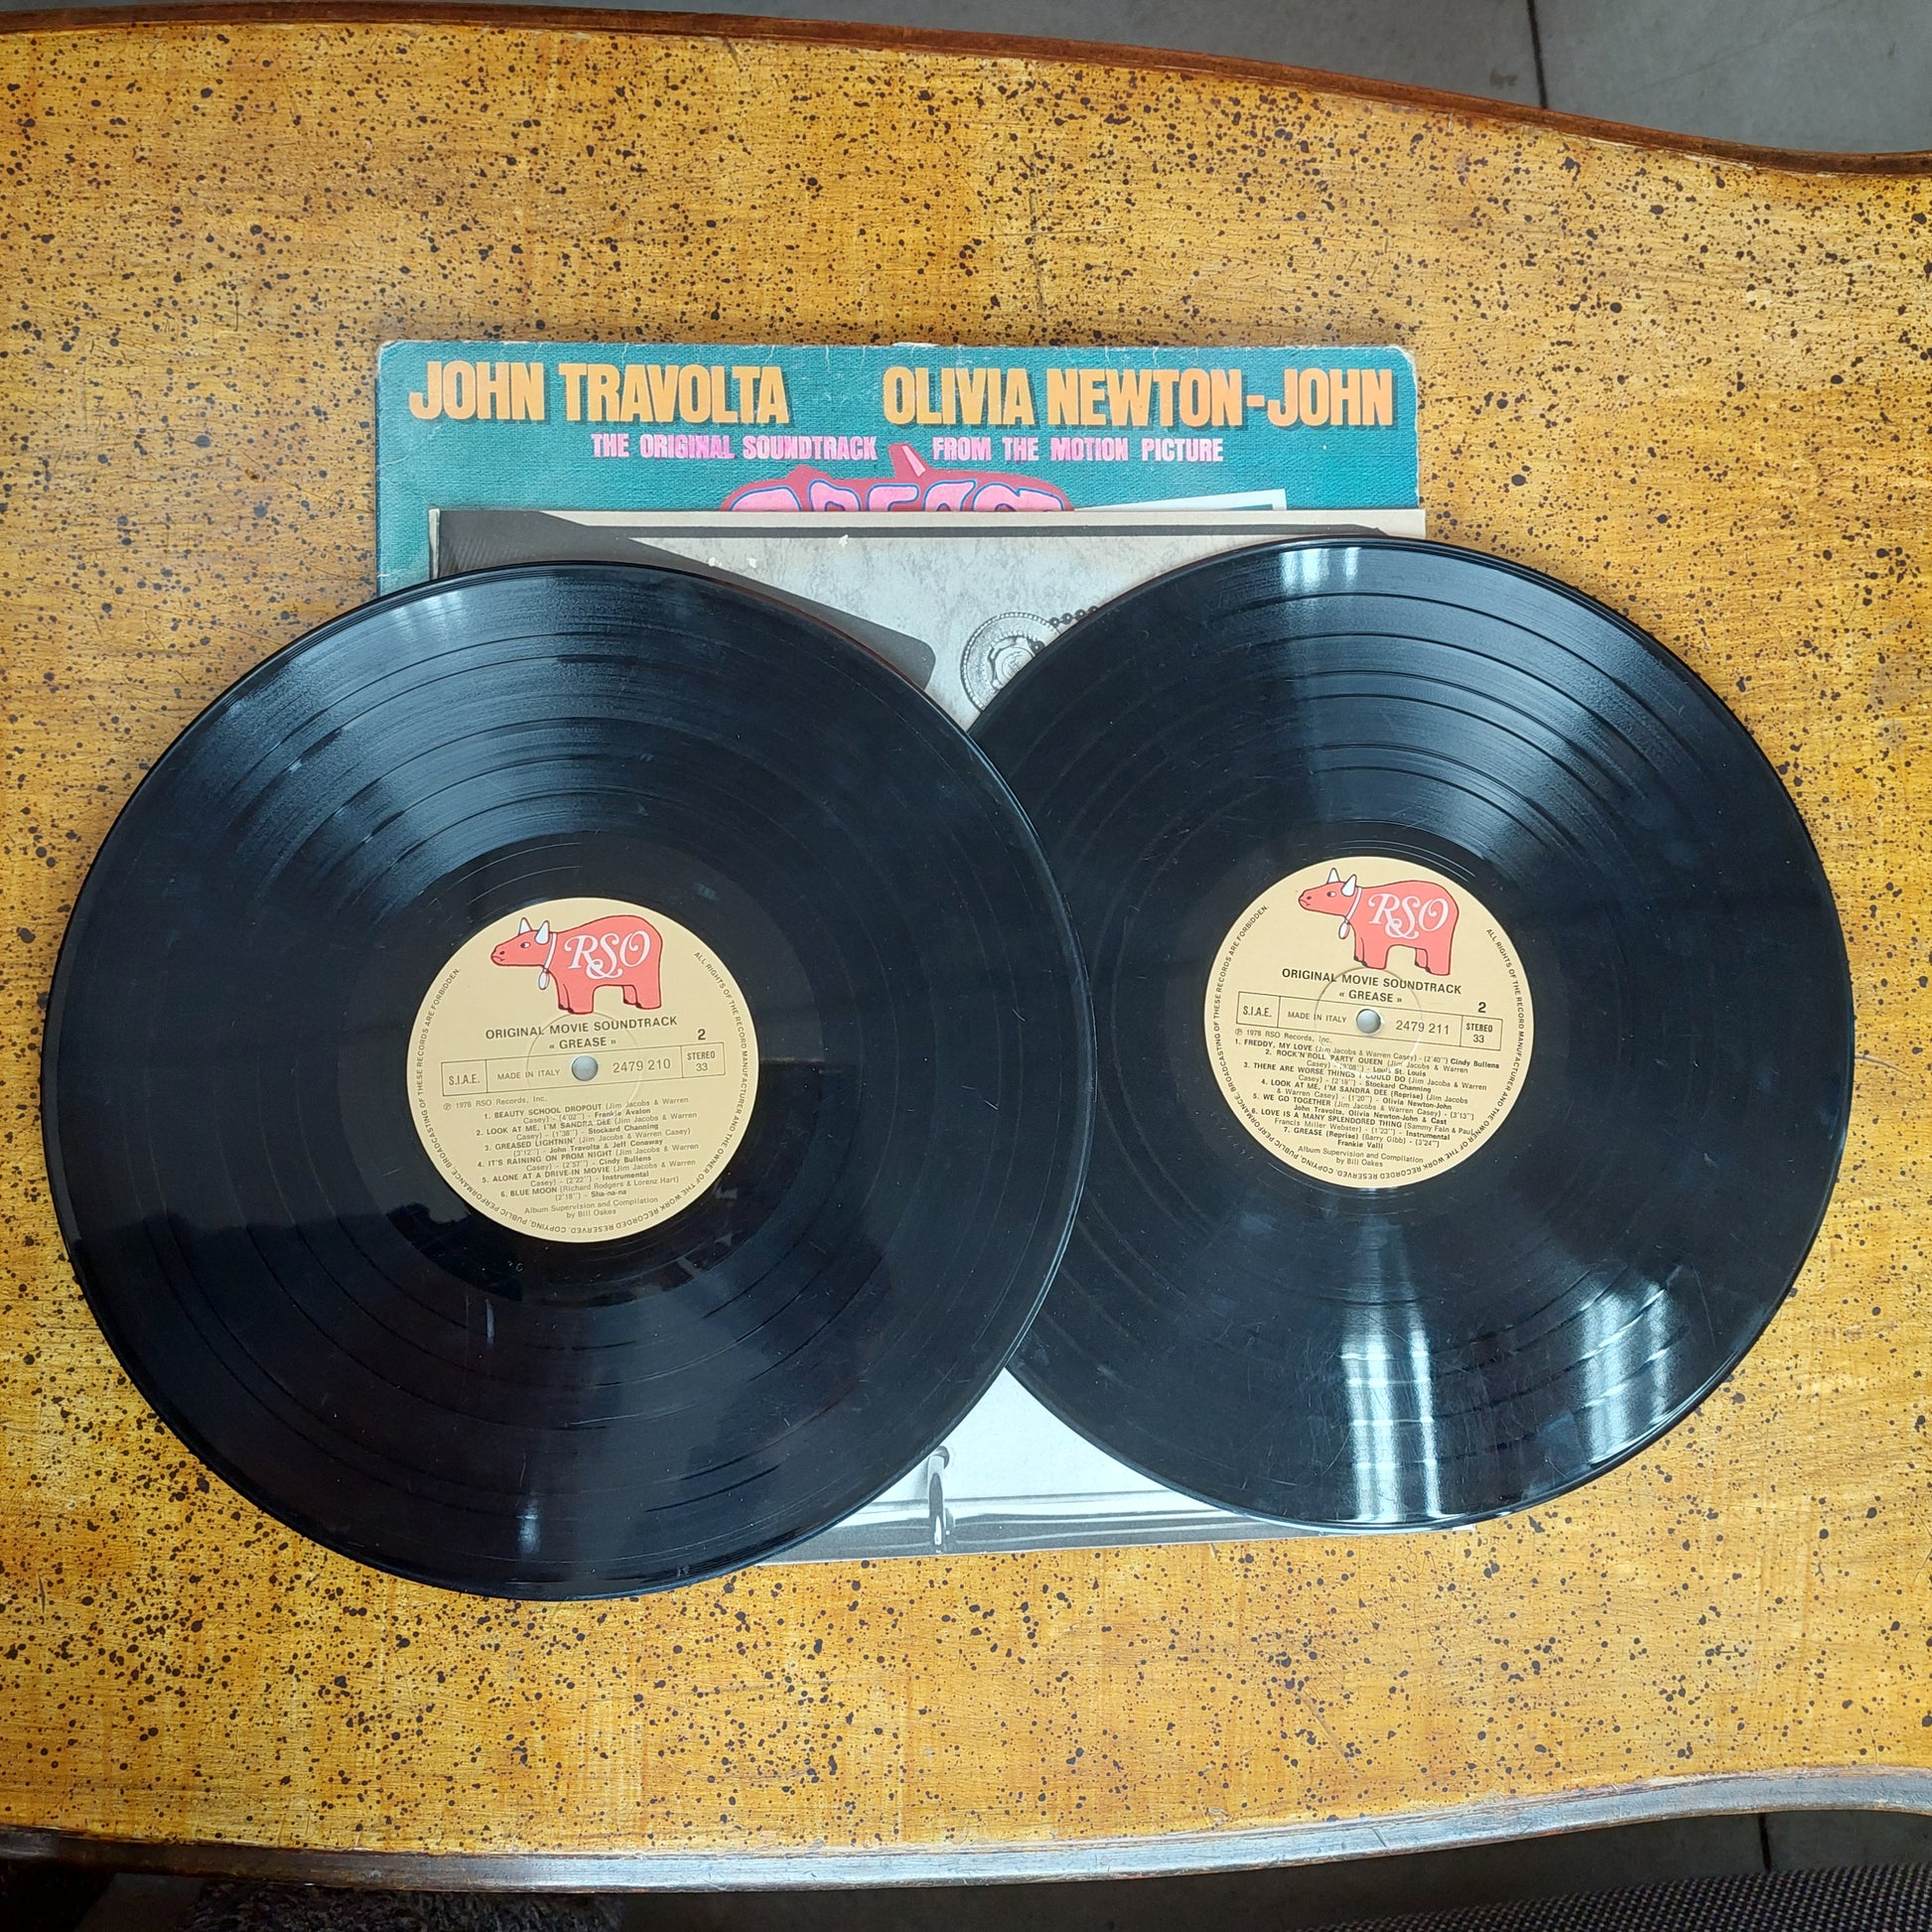 JOHN TRAVOLTA OLIVIA NEWTON-JOHN
THE ORIGINAL SOUNDTRACK FROM THE MOTION PICTURE
RSO
ORIGINAL MOVIE SOUNDTRACK
« GREASE »
2
S.I.A.E.
MADE IN ITALY
2479 210
STEREO
33
℗ 1978 RSO Records, Inc.
1. BEAUTY SCHOOL DROPOUT (Jim Jacobs & Warren
Casey) - (4'02'') - Frankie Avalon
2. LOOK AT ME, I'M SANDRA DEE (Jim Jacobs & Warren
Casey) - (1'38'') - Stockard Channing
3. GREASED LIGHTNIN' (Jim Jacobs & Warren Casey)
(3'12'') - John Travolta & Jeff Conaway
4. IT'S RAINING ON PROM NIGHT (Jim Jacobs & Warren
Casey) - (2'57'') - Cindy Bullens
5. ALONE AT A DRIVE-IN MOVIE (Jim Jacobs & Warren
Casey) - (2'22'') - Instrumental
6. BLUE MOON (Richard Rodgers & Lorenz Hart)
(2'18'') - Sha-na-na
Album Supervision and Compilation
by Bill Oakes
ALL RIGHTS OF THE RECORD MANUFACTURER AND THE OWNER OF THE WORK RECORDED RESERVED. COPYING, PUBLIC PERFORMANCE, BROADCASTING OF THESE RECORDS ARE FORBIDDEN.
RSO
ORIGINAL MOVIE SOUNDTRACK
« GREASE »
2
S.I.A.E.
MADE IN ITALY
2479 211
STEREO
33
℗ 1978 RSO Records, Inc.
1. FREDDY, MY LOVE (Jim Jacobs & Warren Casey) - (2'40'') Cindy Bullens
2. ROCK'N'ROLL PARTY QUEEN (Jim Jacobs & Warren
Casey) - Louis St. Louis
3. THERE ARE WORSE THINGS I COULD DO (Jim Jacobs & Warren
Casey) - (2'18'') - Stockard Channing
4. LOOK AT ME, I'M SANDRA DEE (Reprise) (Jim Jacobs
& Warren Casey) - (1'20'') - Olivia Newton-John
5. WE GO TOGETHER (Jim Jacobs & Warren Casey) - (3'13'')
John Travolta, Olivia Newton-John & Cast
6. LOVE IS A MANY SPLENDORED THING (Sammy Fain & Paul
Francis Miller Webster) - (1'23'') - Instrumental
7. GREASE (Reprise) (Barry Gibb) - (3'24'')
Frankie Valli
Album Supervision and Compilation
by Bill Oakes
ALL RIGHTS OF THE RECORD MANUFACTURER AND THE OWNER OF THE WORK RECORDED RESERVED. COPYING, PUBLIC PERFORMANCE, BROADCASTING OF THESE RECORDS ARE FORBIDDEN.